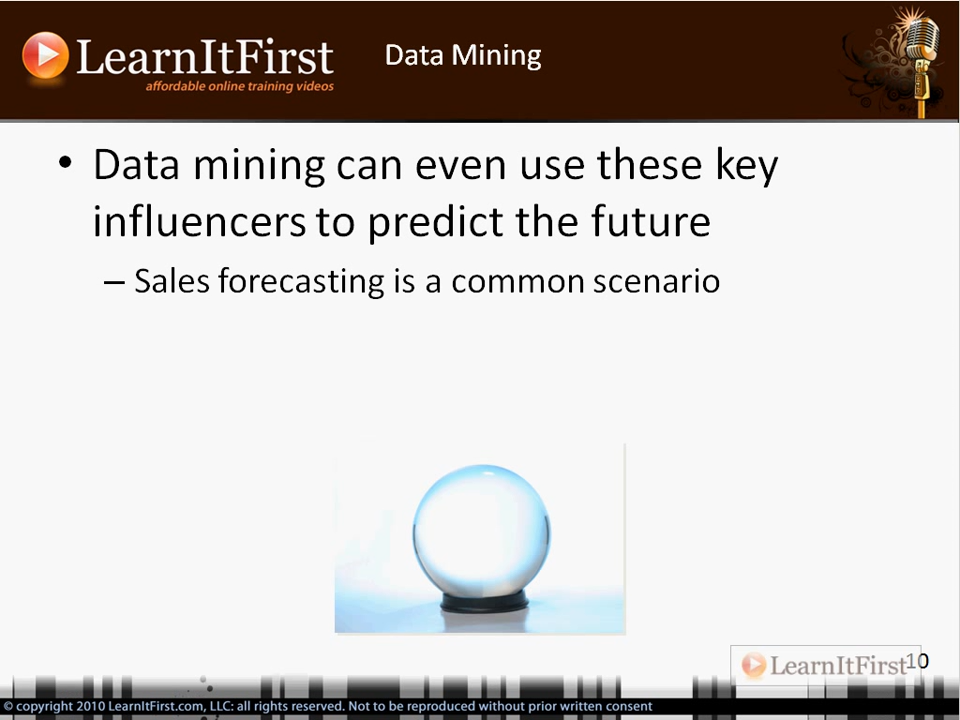 LearnItFirst
affordable online training videos
Data Mining
• Data mining can even use these key
influencers to predict the future
– Sales forecasting is a common scenario
LearnItFirst
10
© copyright 2010 LearnItFirst.com, LLC: all rights reserved. Not to be reproduced without prior written consent